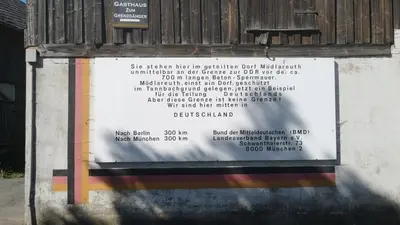 GASTHAUS
ZUM
GRENZGÄNGER
Sie stehen hier im geteilten Dorf Mödlareuth
unmittelbar an der Grenze zur DDR vor de. ca.
700 m langen Beton-Sperrmauer.
Mödlareuth, einst ein Dorf, geschützt
im Tannbachgrund gelegen, jetzt ein Beispiel
für die Teilung Deutschlands
Aber diese Grenze ist keine Grenze!
Wir sind hier mitten in
DEUTSCHLAND
Nach Berlin 300 km
Nach München 300 km
Bund der Mitteldeutschen (BMD)
Landesverband Bayern e.V.
Schwanthalerstr. 73
8000 München 2